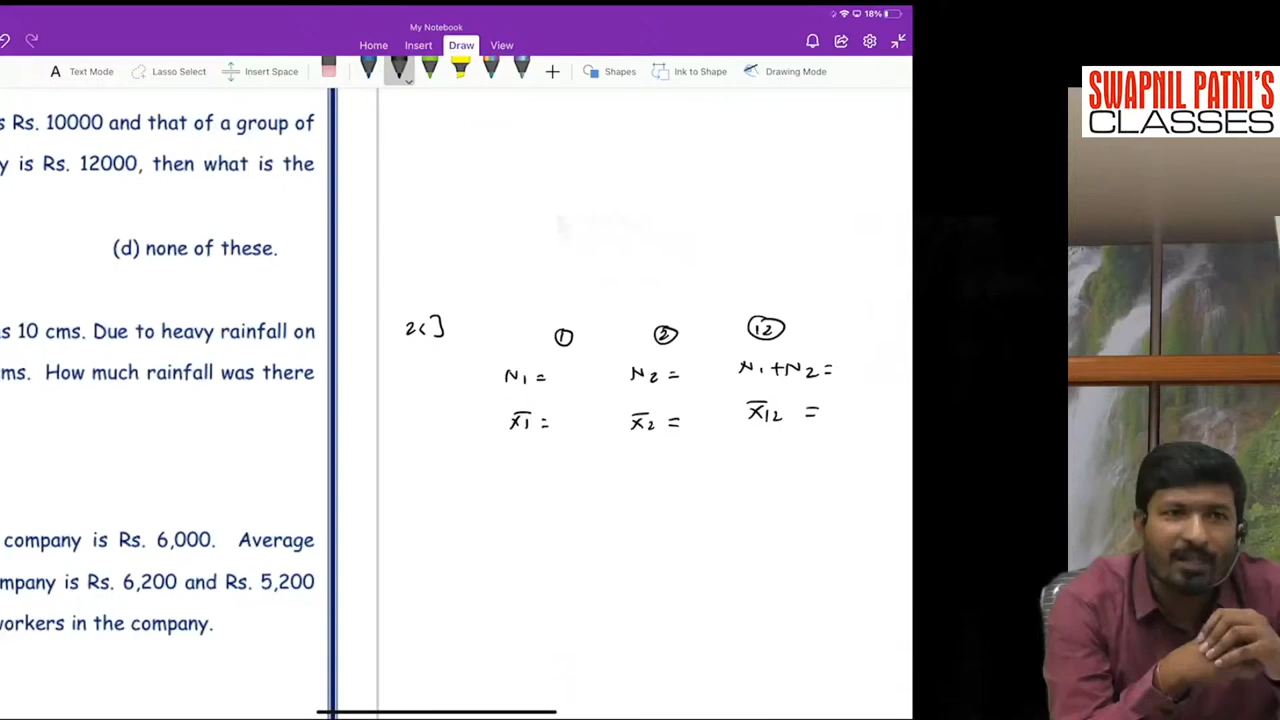 18%
My Notebook
Home Insert Draw View
A Text Mode Lasso Select Insert Space Shapes Ink to Shape Drawing Mode
SWAPNIL PATNI'S
CLASSES
s Rs. 10000 and that of a group of
y is Rs. 12000, then what is the
(d) none of these.
s 10 cms. Due to heavy rainfall on
ms. How much rainfall was there
company is Rs. 6,000. Average
mpany is Rs. 6,200 and Rs. 5,200
workers in the company.
① ② ⑫
N1 = N2 = N1+N2 =
x̄1 = x̄2 = x̄12 =